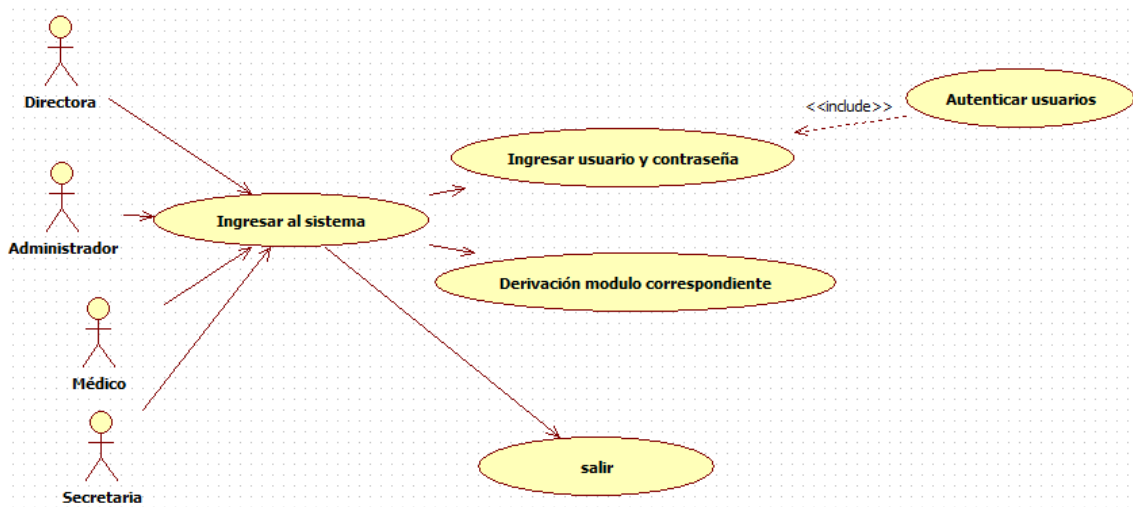 Directora
Administrador
Médico
Secretaria
Ingresar al sistema
Ingresar usuario y contraseña
<<include>>
Autenticar usuarios
Derivación modulo correspondiente
salir